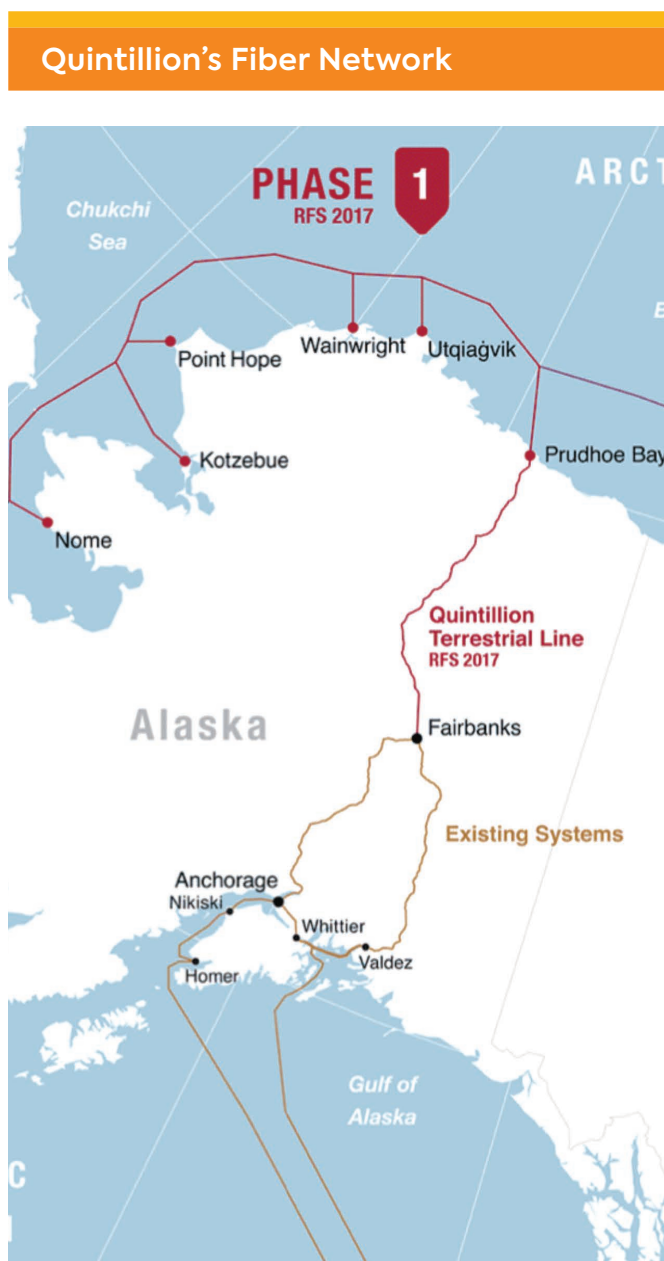 Quintillion's Fiber Network
PHASE 1
RFS 2017
ARCT
Chukchi
Sea
Point Hope
Wainwright
Utqiaġvik
Kotzebue
Prudhoe Bay
Nome
Quintillion
Terrestrial Line
RFS 2017
Alaska
Fairbanks
Existing Systems
Anchorage
Nikiski
Whittier
Homer
Valdez
Gulf of
Alaska
C